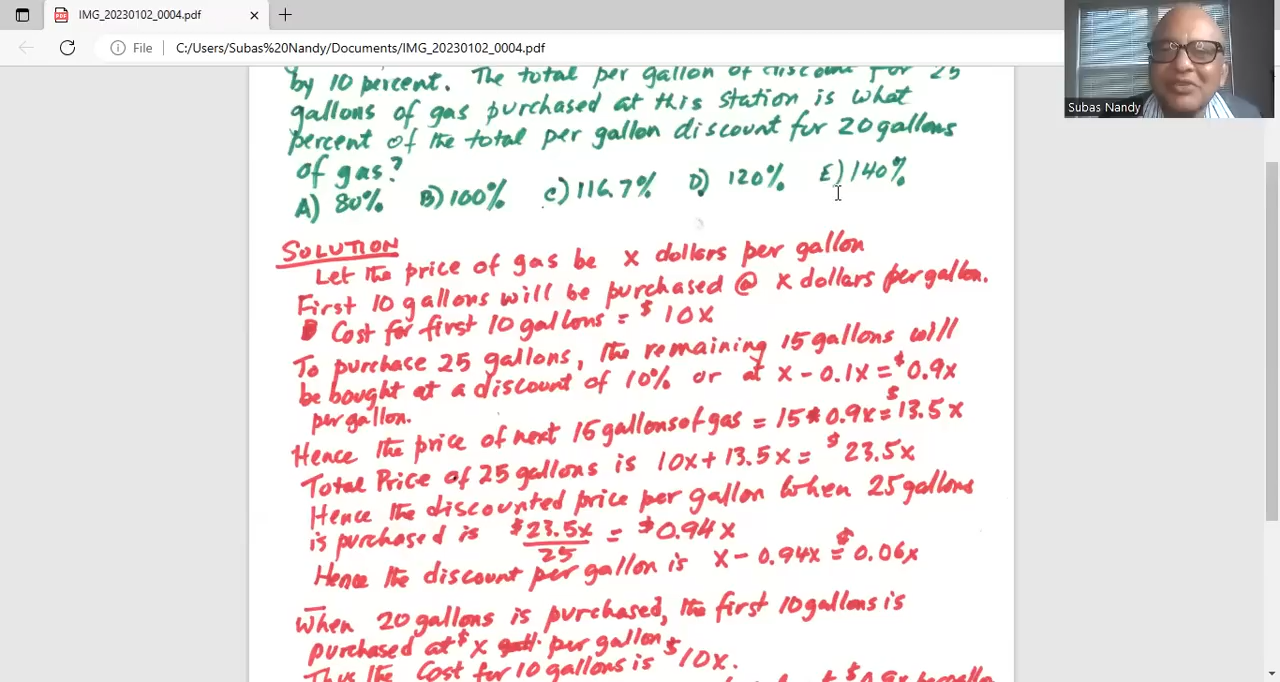 IMG_20230102_0004.pdf
File C:/Users/Subas%20Nandy/Documents/IMG_20230102_0004.pdf
Subas Nandy
by 10 percent. The total per gallon of discount for 25
gallons of gas purchased at this station is what
percent of the total per gallon discount for 20 gallons
of gas?
A) 80% B) 100% C) 116.7% D) 120% E) 140%
SOLUTION
Let the price of gas be x dollars per gallon
First 10 gallons will be purchased @ x dollars per gallon.
Cost for first 10 gallons = $ 10x
To purchase 25 gallons, the remaining 15 gallons will
be bought at a discount of 10% or at x - 0.1x = $0.9x
per gallon.
Hence the price of next 15 gallons of gas = 15 * 0.9x = $13.5x
Total Price of 25 gallons is 10x + 13.5x = $23.5x
Hence the discounted price per gallon when 25 gallons
is purchased is $23.5x / 25 = $0.94x
Hence the discount per gallon is x - 0.94x = $0.06x
When 20 gallons is purchased, the first 10 gallons is
purchased at $x per gallon
Thus the cost for 10 gallons is $10x.